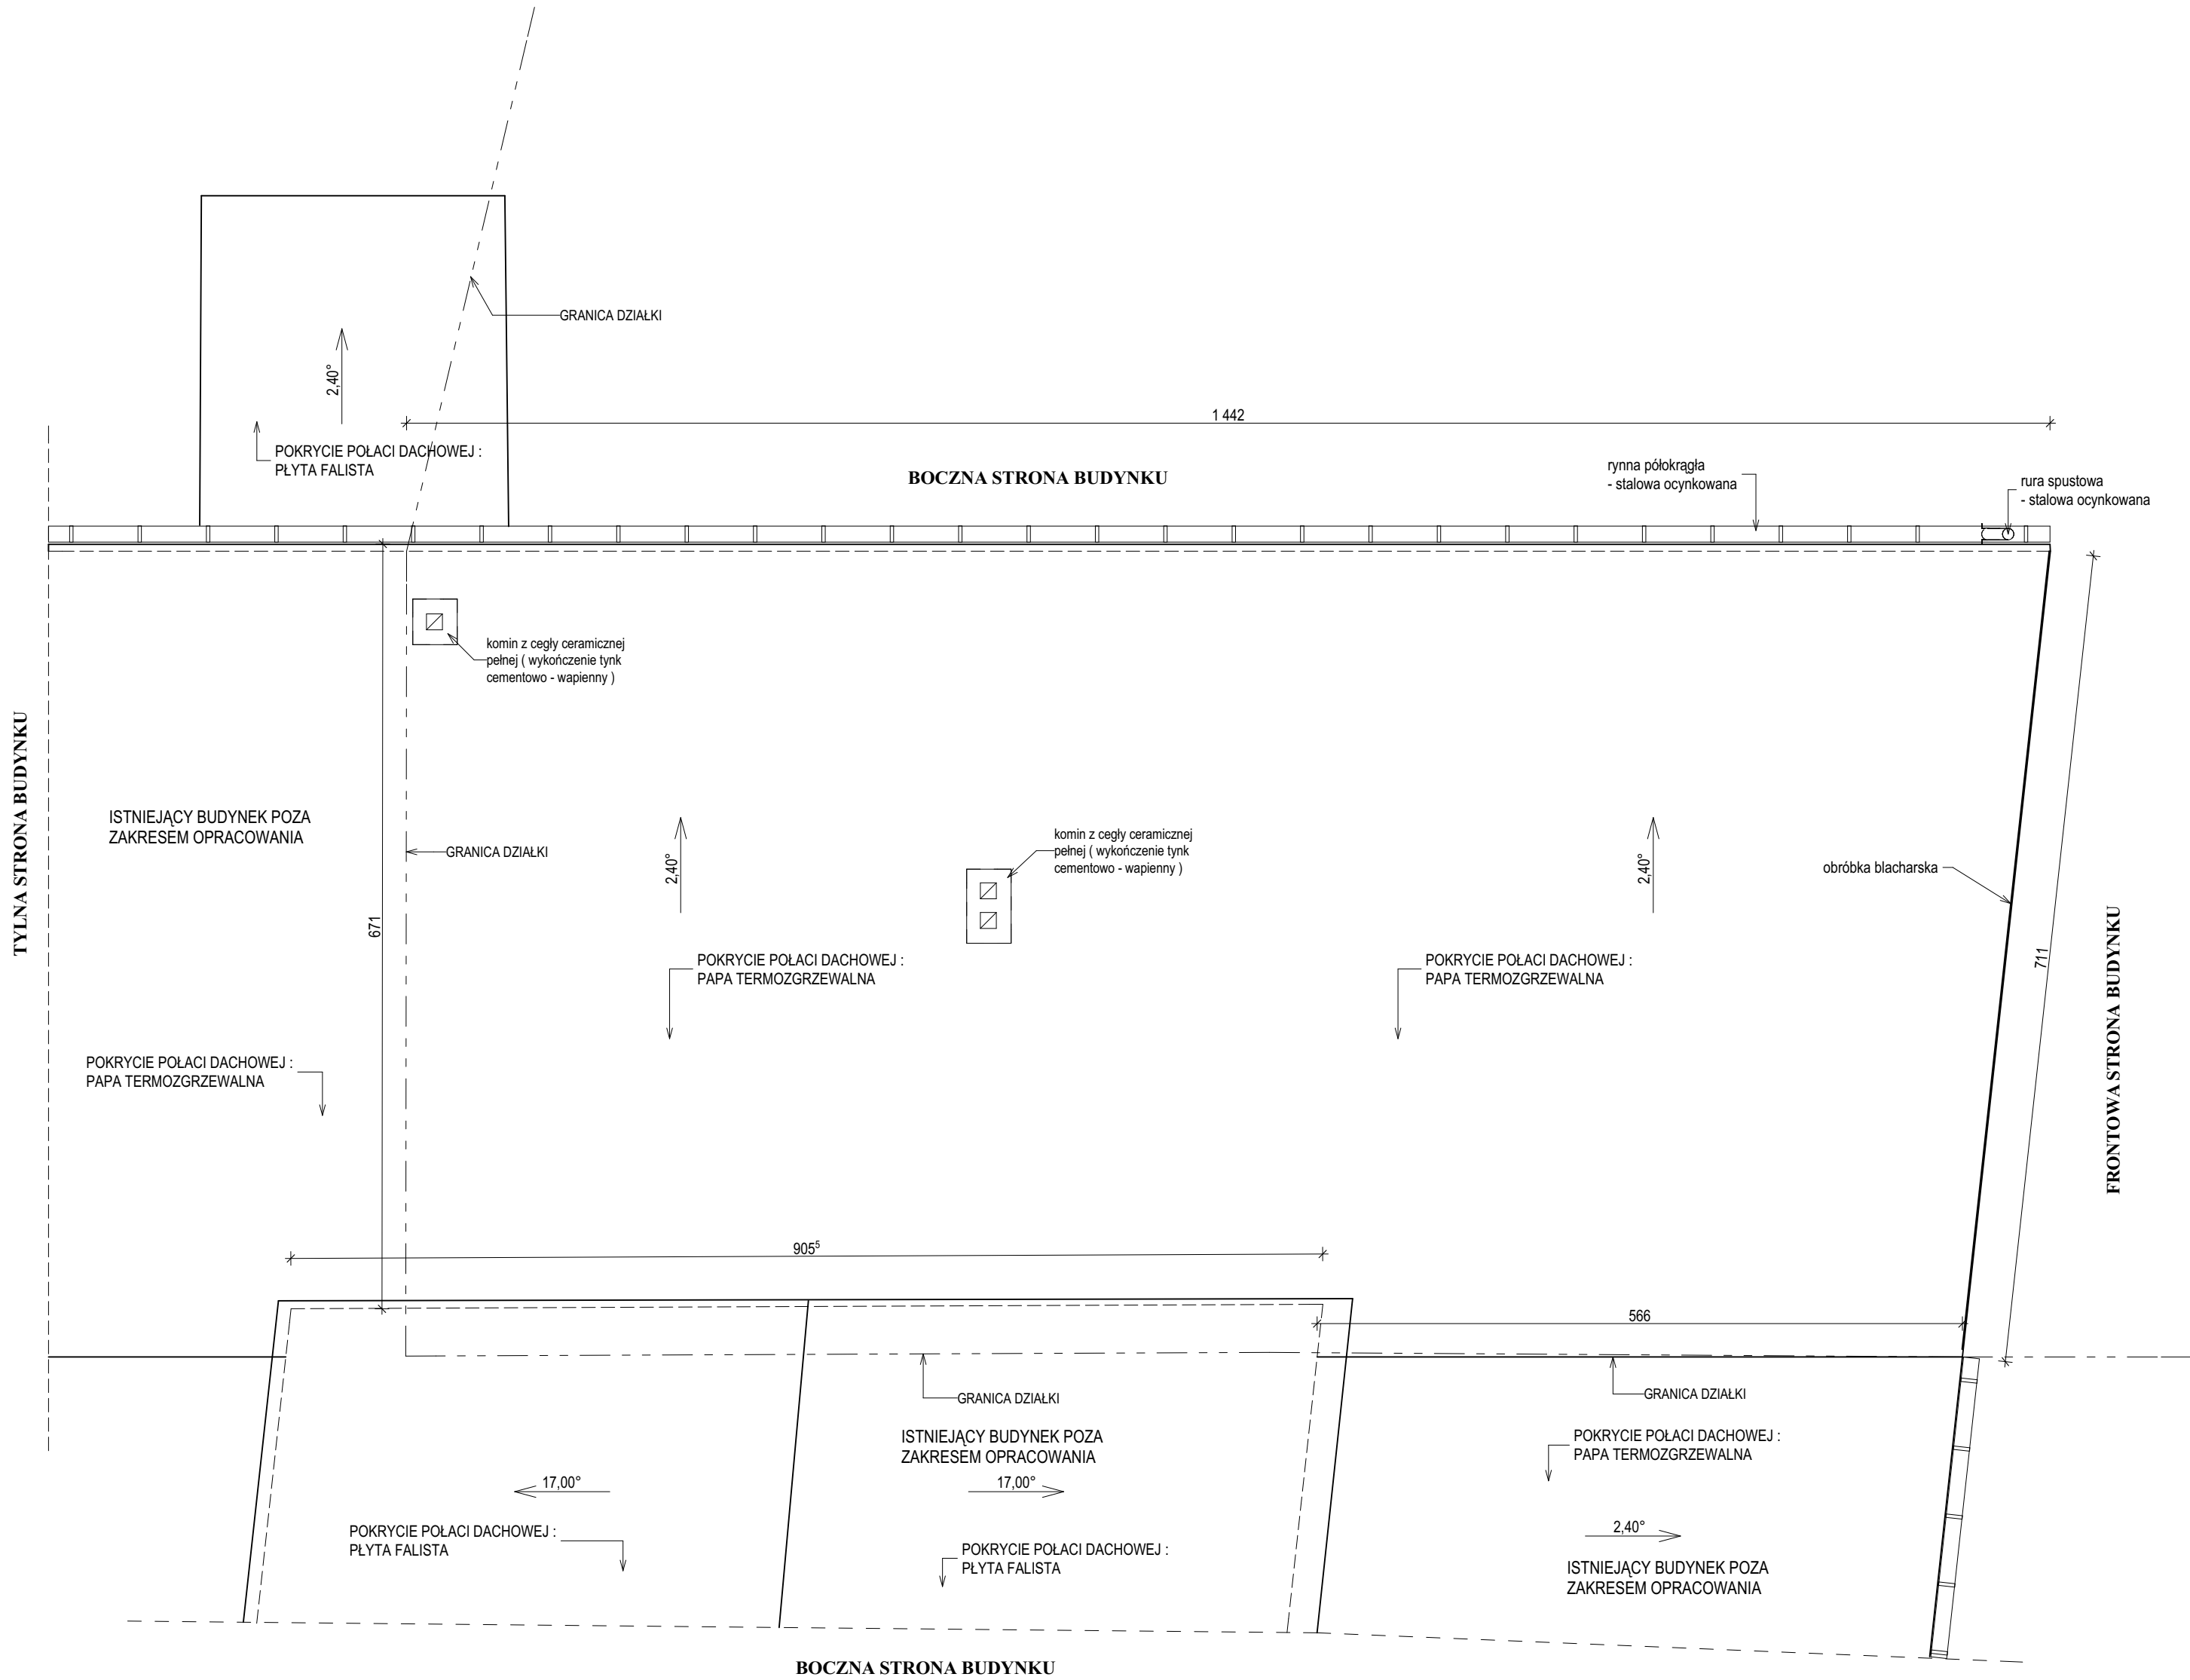 GRANICA DZIAŁKI
2,40°
1 442
POKRYCIE POŁACI DACHOWEJ :
PŁYTA FALISTA
BOCZNA STRONA BUDYNKU
rynna półokrągła
- stalowa ocynkowana
rura spustowa
- stalowa ocynkowana
komin z cegły ceramicznej
pełnej ( wykończenie tynk
cementowo - wapienny )
TYLNA STRONA BUDYNKU
ISTNIEJĄCY BUDYNEK POZA
ZAKRESEM OPRACOWANIA
GRANICA DZIAŁKI
2,40°
komin z cegły ceramicznej
pełnej ( wykończenie tynk
cementowo - wapienny )
2,40°
obróbka blacharska
671
POKRYCIE POŁACI DACHOWEJ :
PAPA TERMOZGRZEWALNA
POKRYCIE POŁACI DACHOWEJ :
PAPA TERMOZGRZEWALNA
711
FRONTOWA STRONA BUDYNKU
POKRYCIE POŁACI DACHOWEJ :
PAPA TERMOZGRZEWALNA
905⁵
566
GRANICA DZIAŁKI
GRANICA DZIAŁKI
ISTNIEJĄCY BUDYNEK POZA
ZAKRESEM OPRACOWANIA
POKRYCIE POŁACI DACHOWEJ :
PAPA TERMOZGRZEWALNA
17,00°
17,00°
POKRYCIE POŁACI DACHOWEJ :
PŁYTA FALISTA
POKRYCIE POŁACI DACHOWEJ :
PŁYTA FALISTA
2,40°
ISTNIEJĄCY BUDYNEK POZA
ZAKRESEM OPRACOWANIA
BOCZNA STRONA BUDYNKU